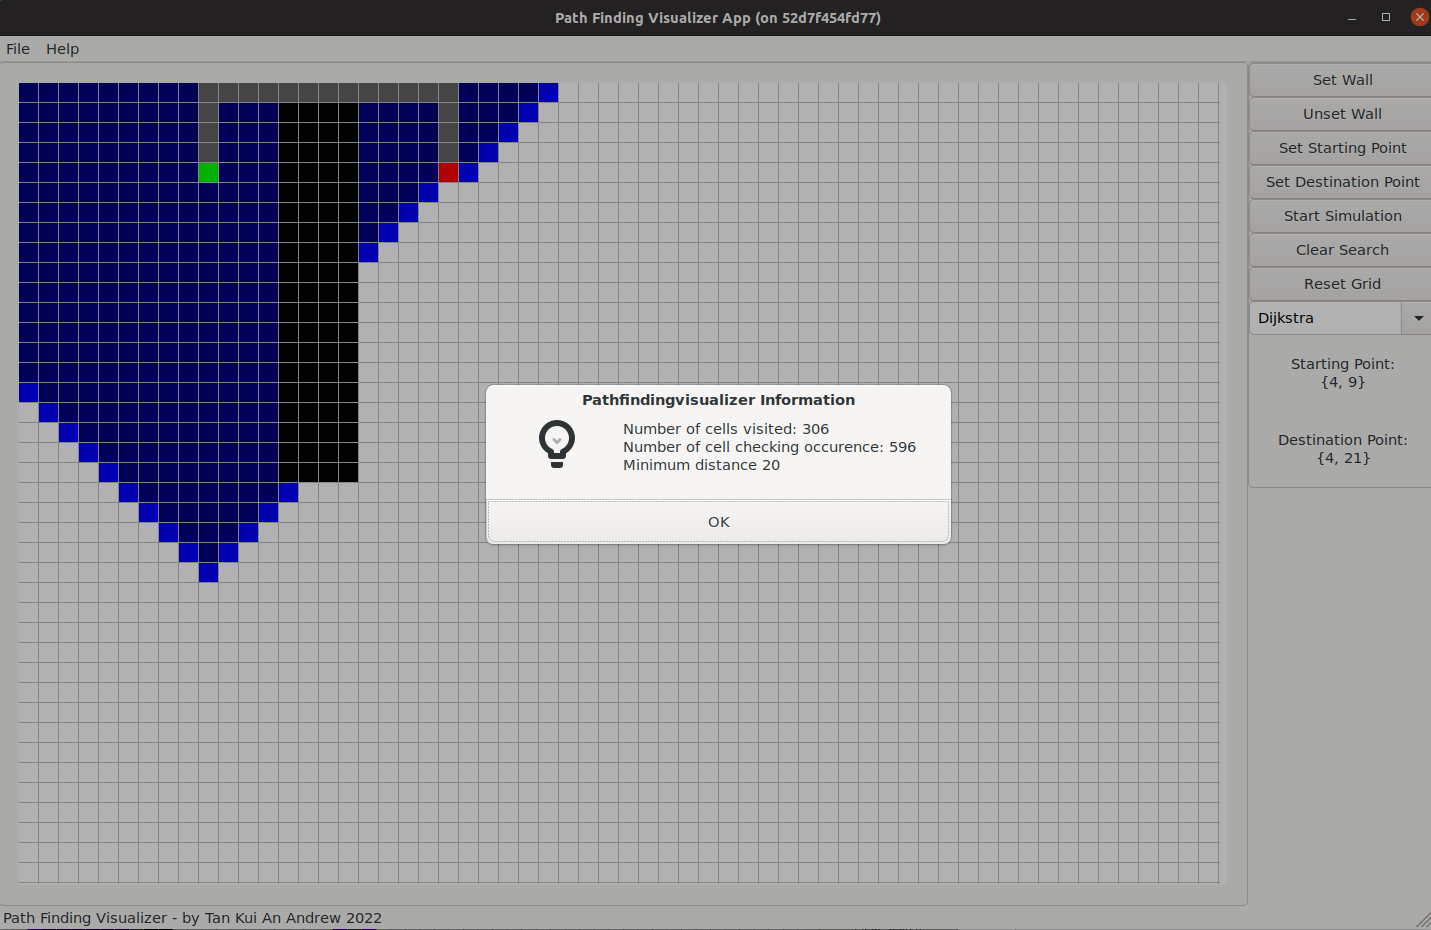 Path Finding Visualizer App (on 52d7f454fd77)
File Help
Set Wall
Unset Wall
Set Starting Point
Set Destination Point
Start Simulation
Clear Search
Reset Grid
Dijkstra
Starting Point:
{4, 9}
Destination Point:
{4, 21}
Pathfindingvisualizer Information
Number of cells visited: 306
Number of cell checking occurence: 596
Minimum distance 20
OK
Path Finding Visualizer - by Tan Kui An Andrew 2022